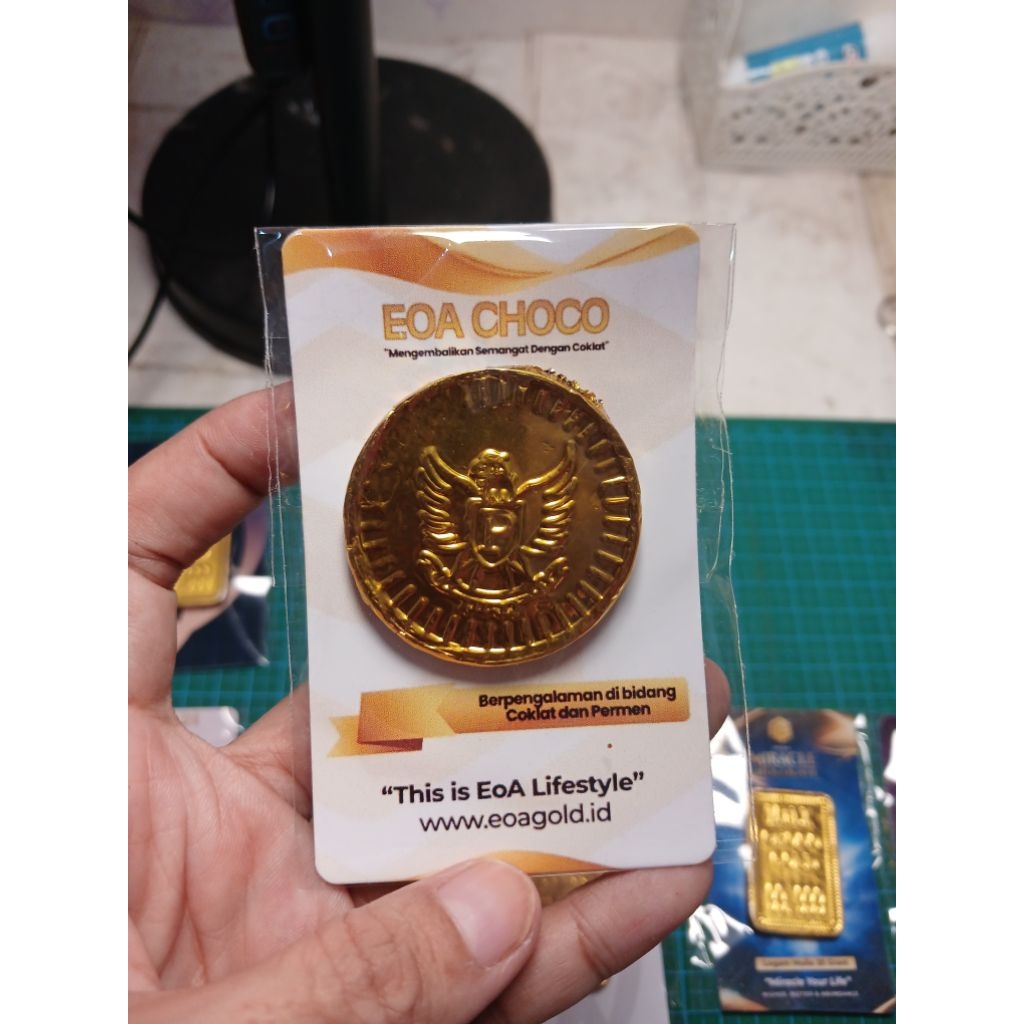 EOA CHOCO
"Mengembalikan Semangat Dengan Coklat"
P
Berpengalaman di bidang
Coklat dan Permen
“This is EoA Lifestyle”
www.eoagold.id
MIRACLE
"Miracle Your Life"